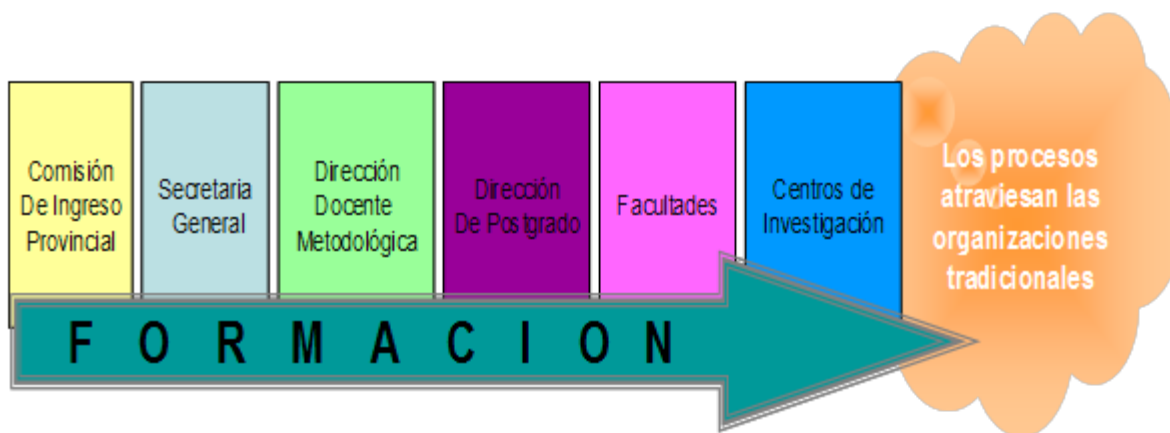 Comisión
De Ingreso
Provincial
Secretaria
General
Dirección
Docente
Metodológica
Dirección
De Postgrado
Facultades
Centros de
Investigación
Los procesos
atraviesan las
organizaciones
tradicionales
F O R M A C I O N